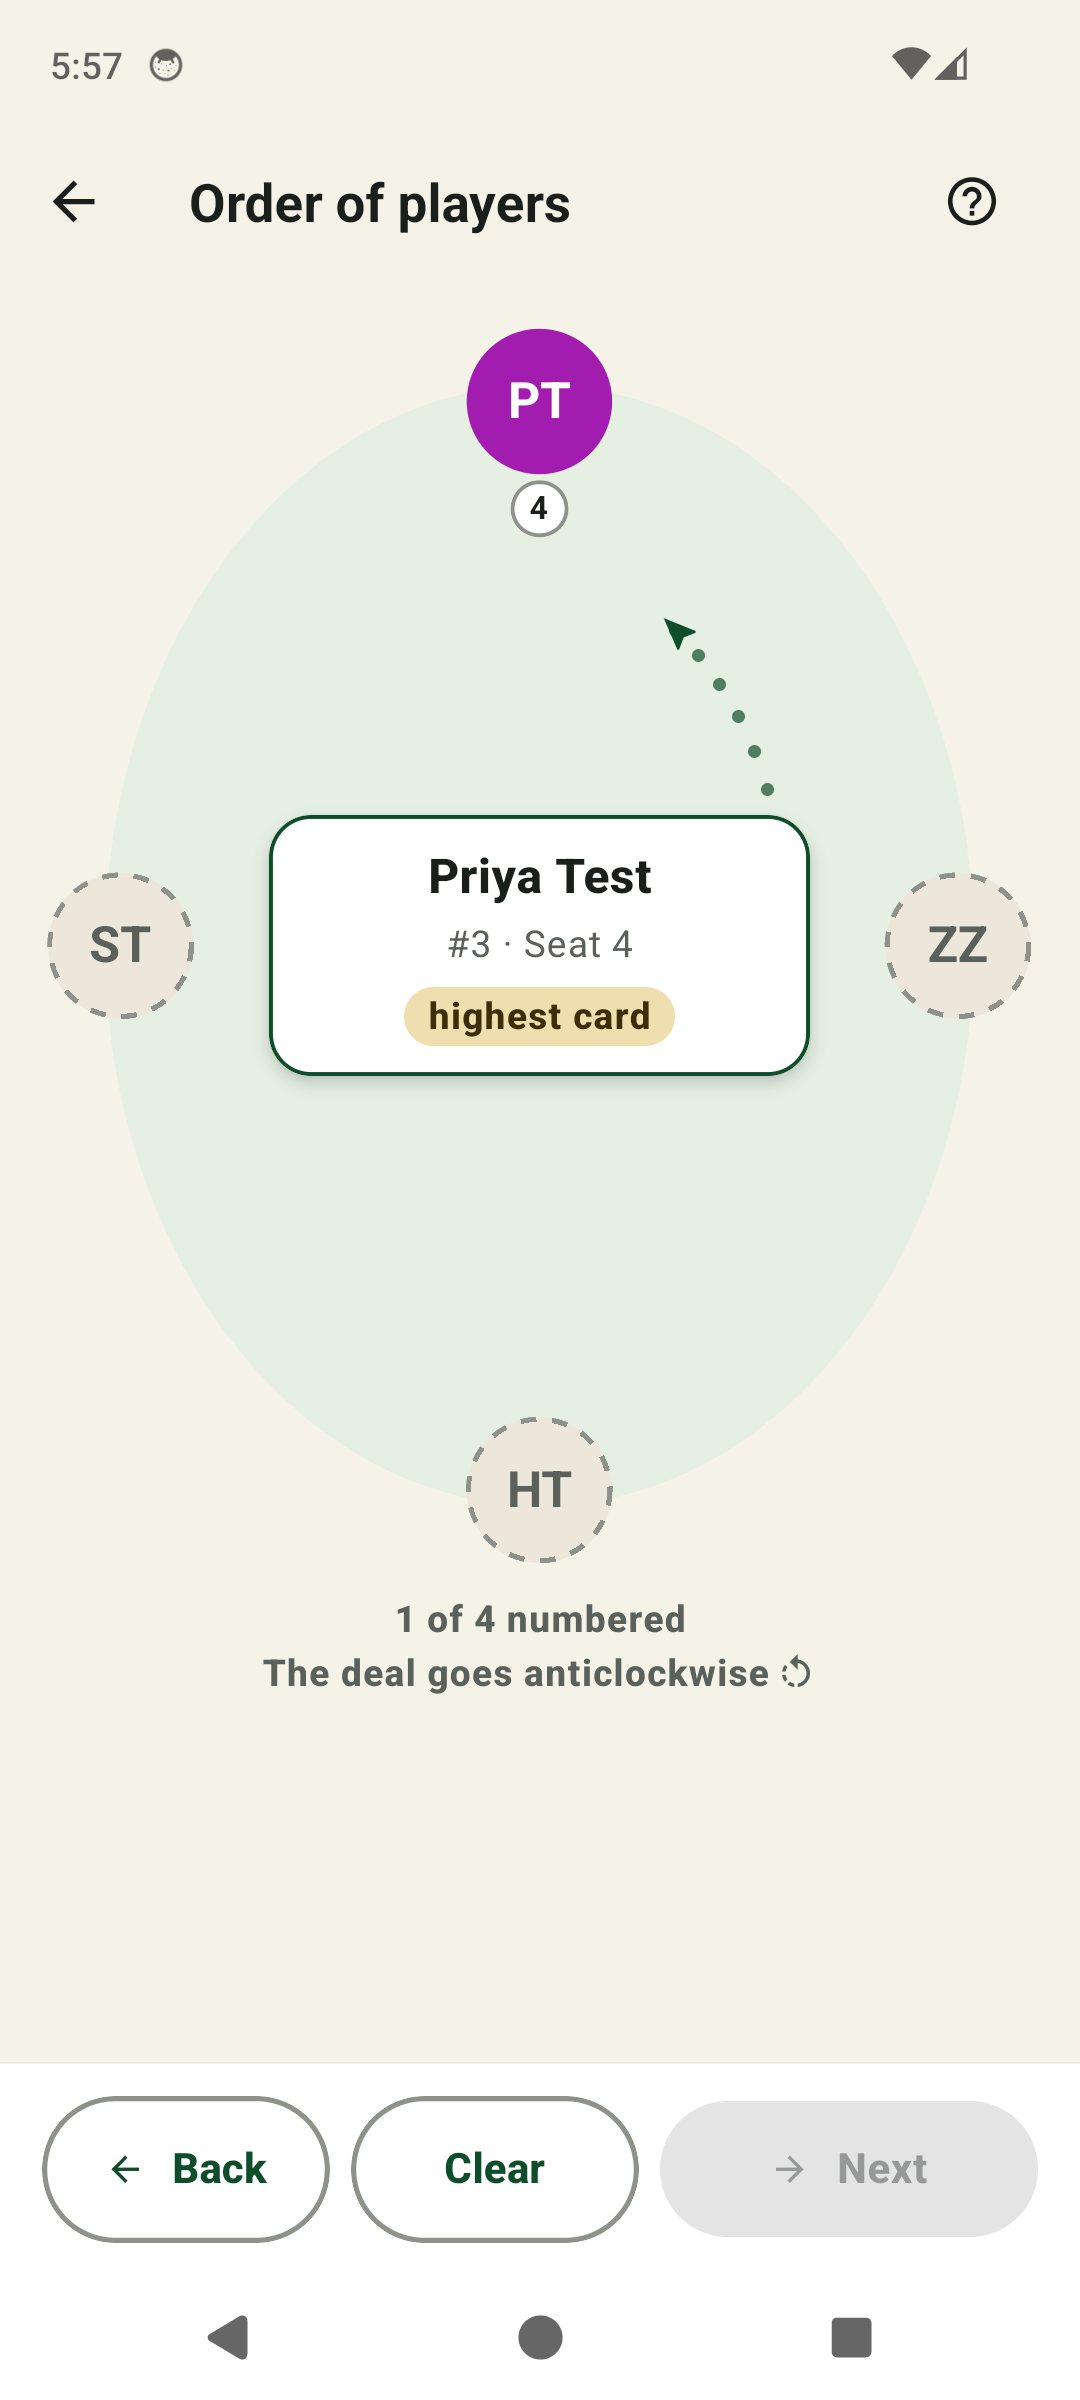 5:57
Order of players
PT
4
Priya Test
#3 · Seat 4
highest card
ST
ZZ
HT
1 of 4 numbered
The deal goes anticlockwise
Back
Clear
Next